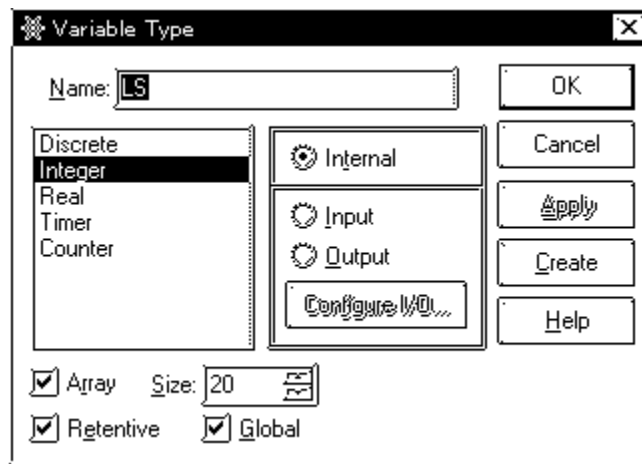 Variable Type
Name: LS
OK
Discrete
Integer
Real
Timer
Counter
Internal
Input
Output
Configure I/O...
Cancel
Apply
Create
Help
Array Size: 20
Retentive Global